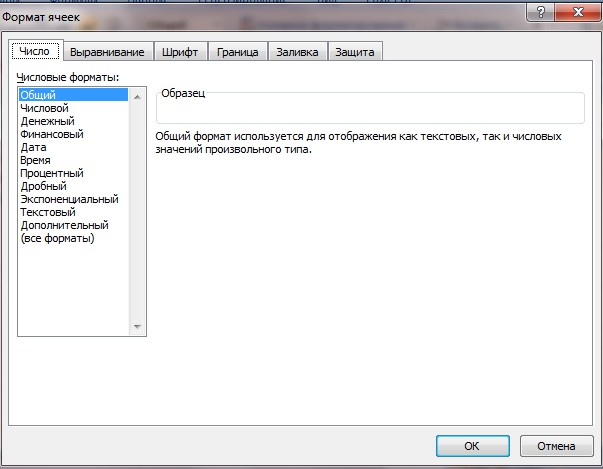 Формат ячеек
Число Выравнивание Шрифт Граница Заливка Защита
Числовые форматы:
Общий
Числовой
Денежный
Финансовый
Дата
Время
Процентный
Дробный
Экспоненциальный
Текстовый
Дополнительный
(все форматы)
Образец
Общий формат используется для отображения как текстовых, так и числовых
значений произвольного типа.
ОК Отмена